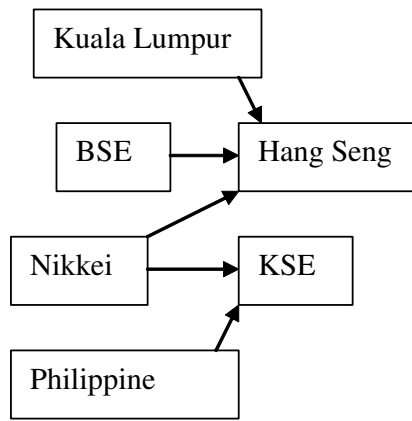 Kuala Lumpur
BSE
Hang Seng
Nikkei
KSE
Philippine